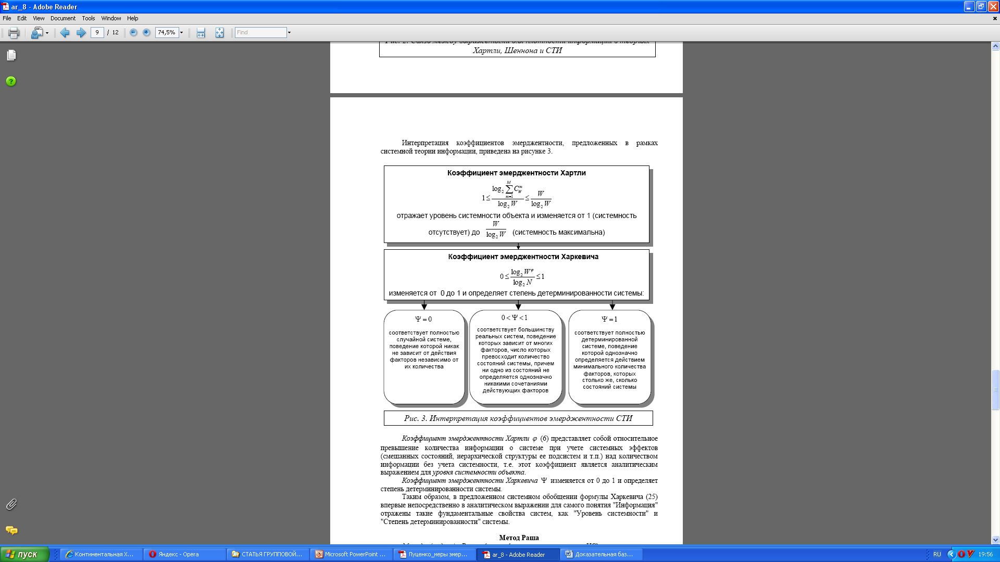 ar_8 - Adobe Reader
File Edit View Document Tools Window Help
9 / 12 74,5% Find
Рис. 2. Связь между выражениями для плотности информации в теориях
Хартли, Шеннона и СТИ
Интерпретация коэффициентов эмерджентности, предложенных в рамках
системной теории информации, приведена на рисунке 3.
Коэффициент эмерджентности Хартли
1 ≤ \frac{\log_2 \sum_{m=1}^{M} C_W^m}{\log_2 W} ≤ \frac{W}{\log_2 W}
отражает уровень системности объекта и изменяется от 1 (системность
отсутствует) до \frac{W}{\log_2 W} (системность максимальна)
Коэффициент эмерджентности Харкевича
0 ≤ \frac{\log_2 W^φ}{\log_2 N} ≤ 1
изменяется от 0 до 1 и определяет степень детерминированности системы:
Ψ = 0
соответствует полностью
случайной системе,
поведение которой никак
не зависит от действия
факторов независимо от
их количества
0 < Ψ < 1
соответствует большинству
реальных систем, поведение
которых зависит от многих
факторов, число которых
превосходит количество
состояний системы, причем
ни одно из состояний не
определяется однозначно
никакими сочетаниями
действующих факторов
Ψ = 1
соответствует полностью
детерминированной
системе, поведение
которой однозначно
определяется действием
минимального количества
факторов, которых
столько же, сколько
состояний системы
Рис. 3. Интерпретация коэффициентов эмерджентности СТИ
Коэффициент эмерджентности Хартли φ (6) представляет собой относительное
превышение количества информации о системе при учете системных эффектов
(смешанных состояний, иерархической структуры ее подсистем и т.п.) над количеством
информации без учета системности, т.е. этот коэффициент является аналитическим
выражением для уровня системности объекта.
Коэффициент эмерджентности Харкевича Ψ изменяется от 0 до 1 и определяет
степень детерминированности системы.
Таким образом, в предложенном системном обобщении формулы Харкевича (25)
впервые непосредственно в аналитическом выражении для самого понятия "Информация"
отражены такие фундаментальные свойства систем, как "Уровень системности" и
"Степень детерминированности" системы.
Метод Раша
пуск Континентальная Х... Яндекс - Opera СТАТЬЯ ГРУППОВОЙ... Microsoft PowerPoint ... Луценко_меры эмер... ar_8 - Adobe Reader Доказательная баз... RU 19:56